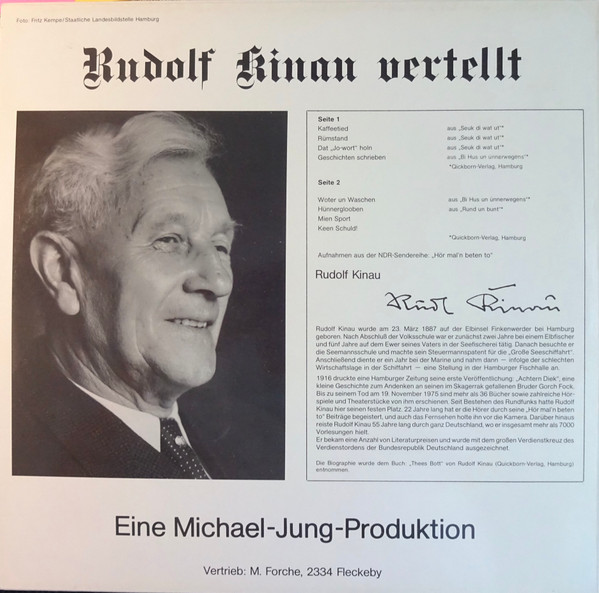 Foto: Fritz Kempe/Staatliche Landesbildstelle Hamburg
Rudolf Kinau vertellt
Seite 1
Kaffeetied aus „Seuk di wat ut“*
Rümstand aus „Seuk di wat ut“*
Dat „Jo-wort“ holn aus „Seuk di wat ut“*
Geschichten schrieben aus „Bi Hus un ünnerwegens“*
*Qickborn-Verlag, Hamburg
Seite 2
Woller un Waschen aus „Bi Hus un ünnerwegens“*
Hünnerglooben aus „Rund un bunt“*
Mien Sport
Keen Schuld!
*Quickborn-Verlag, Hamburg
Aufnahmen aus der NDR-Sendereihe: „Hör mal'n beten to“
Rudolf Kinau
Rudl Kinau
Rudolf Kinau wurde am 23. März 1887 auf der Elbinsel Finkenwerder bei Hamburg
geboren. Nach Abschluß der Volksschule war er zunächst zwei Jahre bei einem Elbfischer
und fünf Jahre auf dem Ewer seines Vaters in der Seefischerei tätig. Danach besuchte er
die Seemannsschule und machte sein Steuermannspatent für die „Große Seeschiffahrt“.
Anschließend diente er ein Jahr bei der Marine und nahm dann — infolge der schlechten
Wirtschaftslage in der Schiffahrt — eine Stellung in der Hamburger Fischhalle an.
1916 druckte eine Hamburger Zeitung seine erste Veröffentlichung: „Achtern Diek“, eine
kleine Geschichte zum Andenken an seinen im Skagerrak gefallenen Bruder Gorch Fock.
Bis zu seinem Tod am 19. November 1975 sind mehr als 36 Bücher sowie zahlreiche Hör-
spiele und Theaterstücke von ihm erschienen. Seit Bestehen des Rundfunks hatte Rudolf
Kinau hier seinen festen Platz. 22 Jahre lang hat er die Hörer durch seine „Hör mal'n beten
to“ Beiträge begeistert, und auch das Fernsehen holte ihn vor die Kamera. Darüber hinaus
reiste Rudolf Kinau 55 Jahre lang durch ganz Deutschland, wo er insgesamt mehr als 7000
Vorlesungen hielt.
Er bekam eine Anzahl von Literaturpreisen und wurde mit dem großen Verdienstkreuz des
Verdienstordens der Bundesrepublik Deutschland ausgezeichnet.
Die Biographie wurde dem Buch: „Thees Bott“ von Rudolf Kinau (Quickborn-Verlag, Hamburg)
entnommen.
Eine Michael-Jung-Produktion
Vertrieb: M. Forche, 2334 Fleckeby